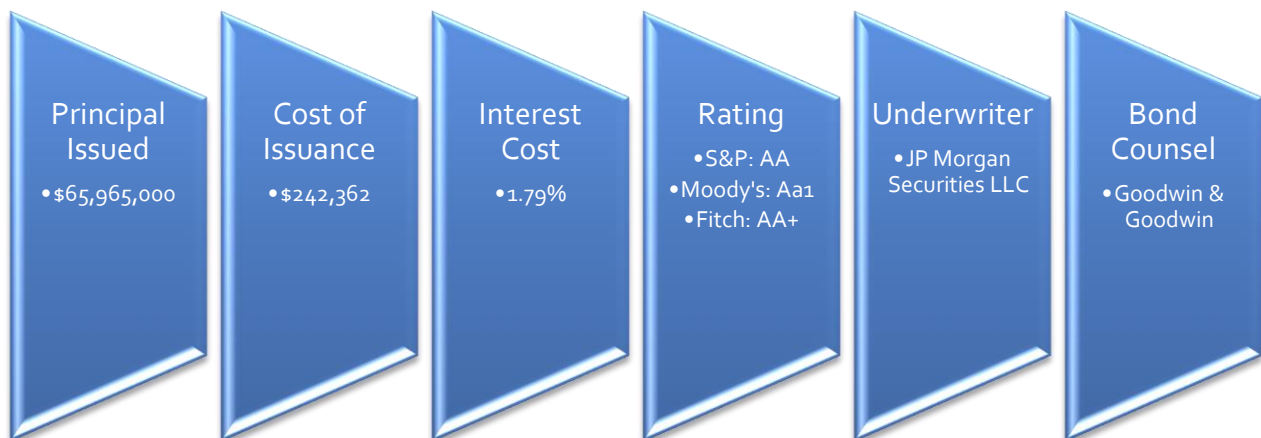 Principal
Issued
•$65,965,000
Cost of
Issuance
•$242,362
Interest
Cost
•1.79%
Rating
•S&P: AA
•Moody's: Aa1
•Fitch: AA+
Underwriter
•JP Morgan
Securities LLC
Bond
Counsel
•Goodwin &
Goodwin